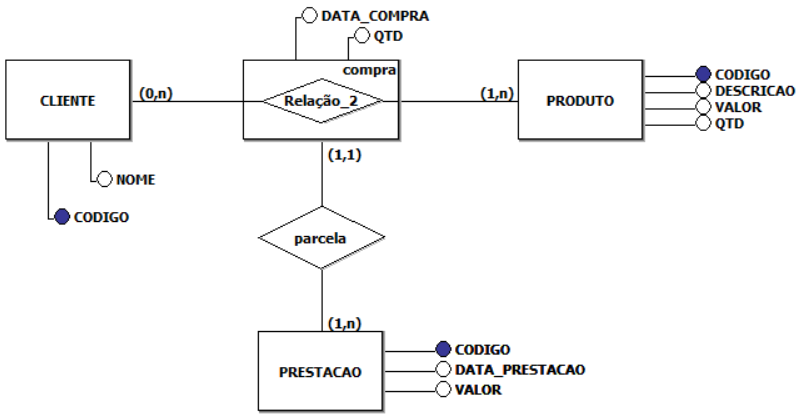 DATA_COMPRA
QTD
compra
CLIENTE
(0,n)
Relação_2
(1,n)
PRODUTO
CODIGO
DESCRICAO
VALOR
QTD
(1,1)
NOME
CODIGO
parcela
(1,n)
PRESTACAO
CODIGO
DATA_PRESTACAO
VALOR